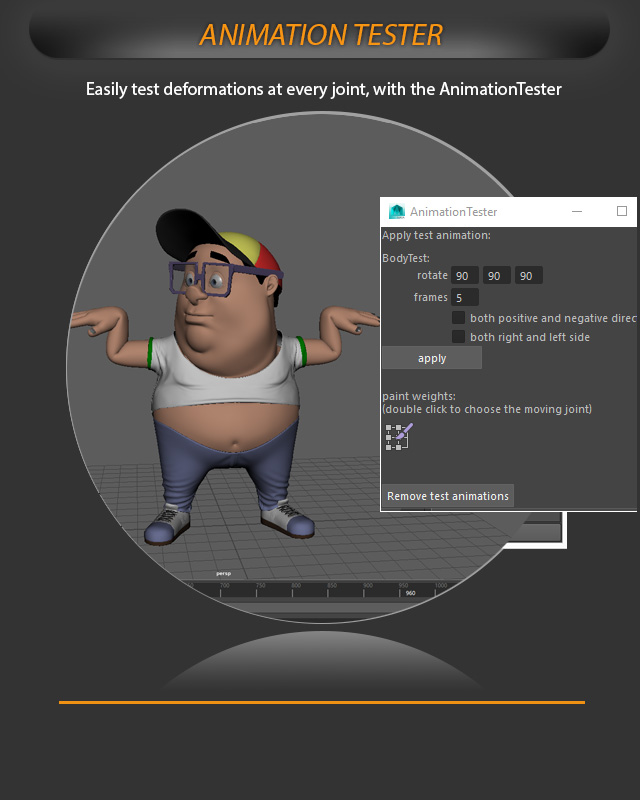 ANIMATION TESTER
Easily test deformations at every joint, with the AnimationTester
AnimationTester
Apply test animation:
BodyTest:
rotate 90 90 90
frames 5
both positive and negative direc
both right and left side
apply
paint weights:
(double click to choose the moving joint)
Remove test animations
persp
700 750 800 850 900 950 1000
960